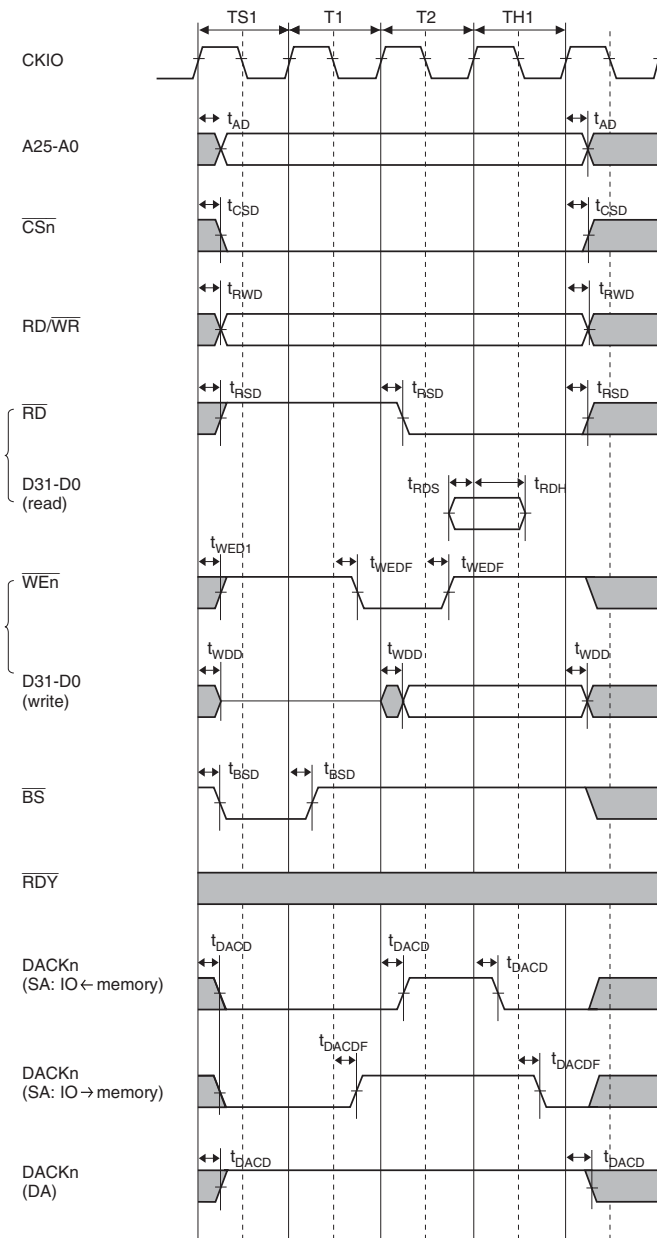 TS1 T1 T2 TH1
CKIO
tAD tAD
A25-A0
tCSD tCSD
CSn
tRWD tRWD
RD/WR
tRSD tRSD tRSD
RD
D31-D0
(read)
tRDS tRDH
tWED1 tWEDF tWEDF
WEn
tWDD tWDD tWDD
D31-D0
(write)
tBSD tBSD
BS
RDY
tDACD tDACD tDACD
DACKn
(SA: IO ← memory)
tDACDF tDACDF
DACKn
(SA: IO → memory)
tDACD tDACD
DACKn
(DA)